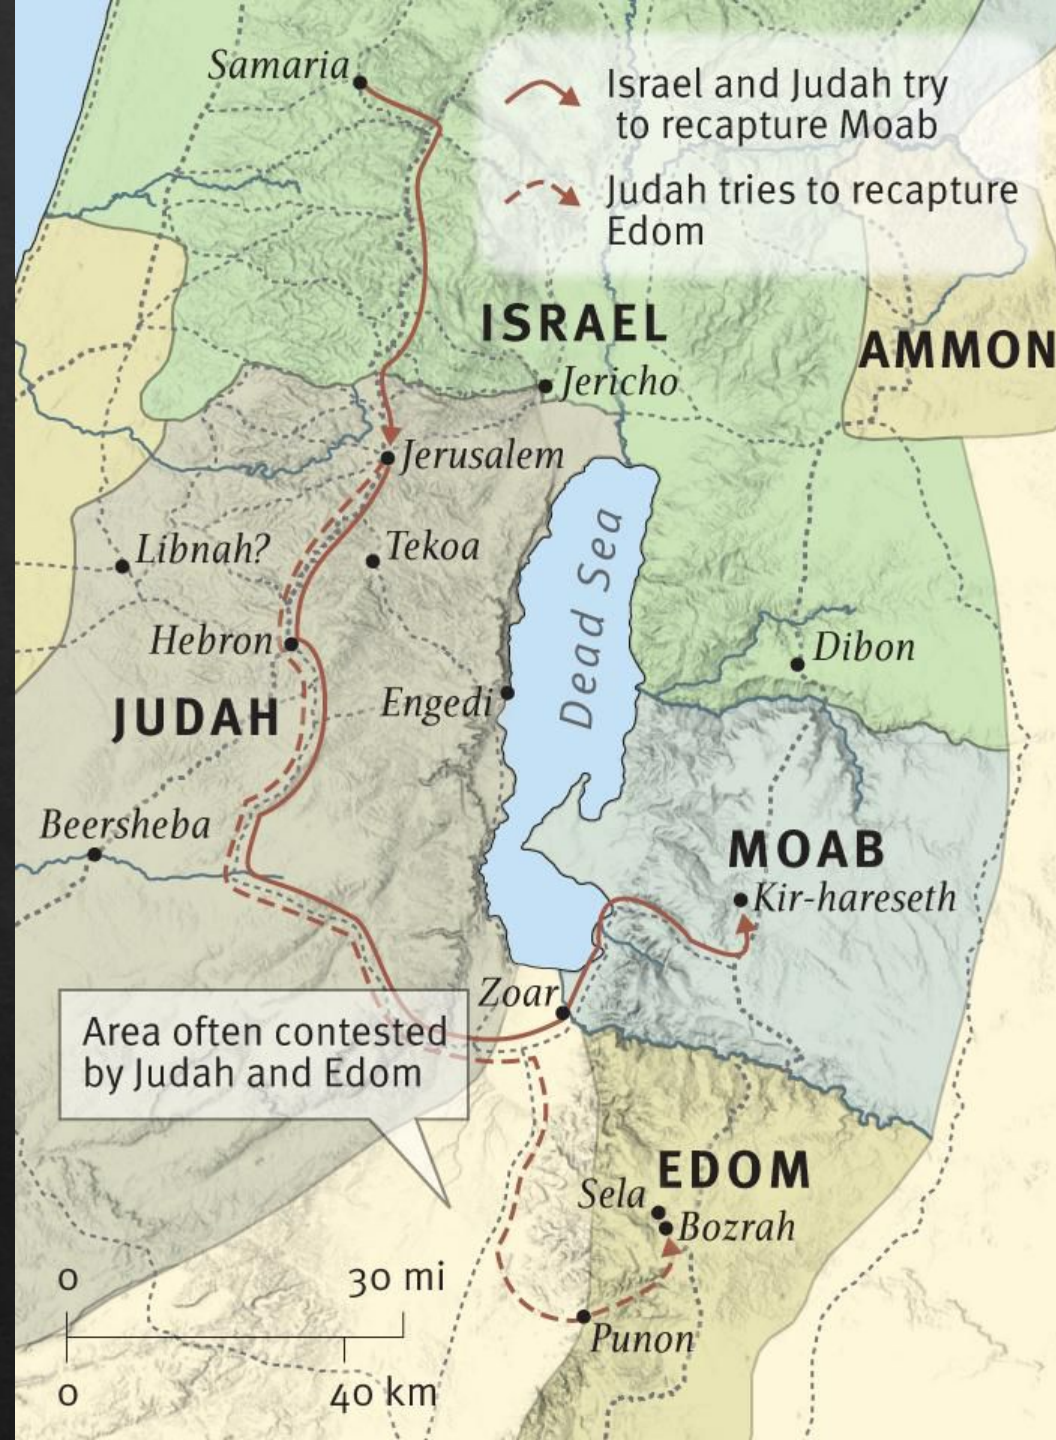 Samaria
Israel and Judah try
to recapture Moab
Judah tries to recapture
Edom
ISRAEL
AMMON
Jericho
Jerusalem
Libnah?
Tekoa
Dead Sea
Hebron
Dibon
Engedi
JUDAH
Beersheba
MOAB
Kir-hareseth
Zoar
Area often contested
by Judah and Edom
EDOM
Sela
Bozrah
0 30 mi
Punon
0 40 km